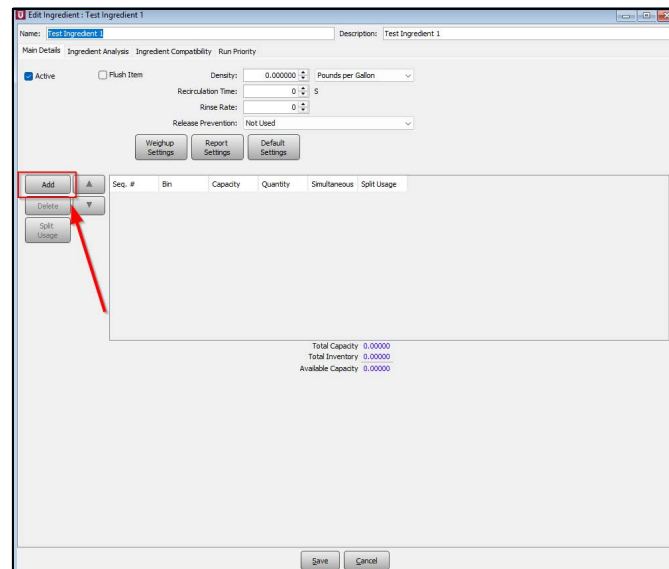 Edit Ingredient : Test Ingredient 1
Name: Test Ingredient 1 Description: Test Ingredient 1
Main Details Ingredient Analysis Ingredient Compatibility Run Priority
Active Flush Item Density: 0.000000 Pounds per Gallon
Recirculation Time: 0 S
Rinse Rate: 0
Release Prevention: Not Used
Weighup Settings Report Settings Default Settings
Add Seq. # Bin Capacity Quantity Simultaneous Split Usage
Delete
Split
Usage
Total Capacity 0.00000
Total Inventory 0.00000
Available Capacity 0.00000
Save Cancel